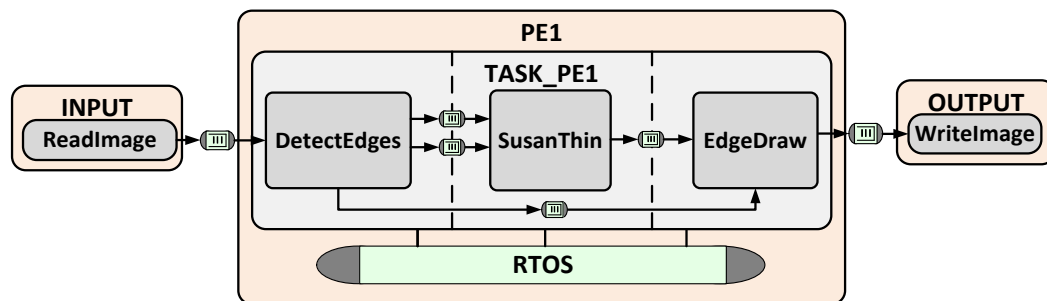 PE1
TASK_PE1
INPUT
ReadImage
DetectEdges
SusanThin
EdgeDraw
OUTPUT
WriteImage
RTOS